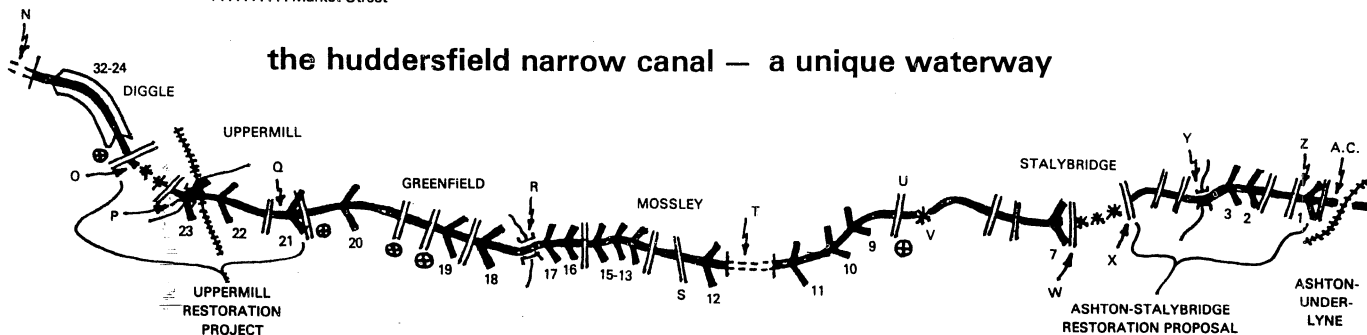 Market Street
the huddersfield narrow canal — a unique waterway
N
32-24
DIGGLE
UPPERMILL
O
P
23
22
Q
21
20
GREENFiELD
19
18
R
17
16
15-13
MOSSLEY
S
12
T
11
10
9
U
V
STALYBRIDGE
7
W
X
Y
3
2
Z
1
A.C.
UPPERMILL
RESTORATION
PROJECT
ASHTON-STALYBRIDGE
RESTORATION PROPOSAL
ASHTON-
UNDER-
LYNE